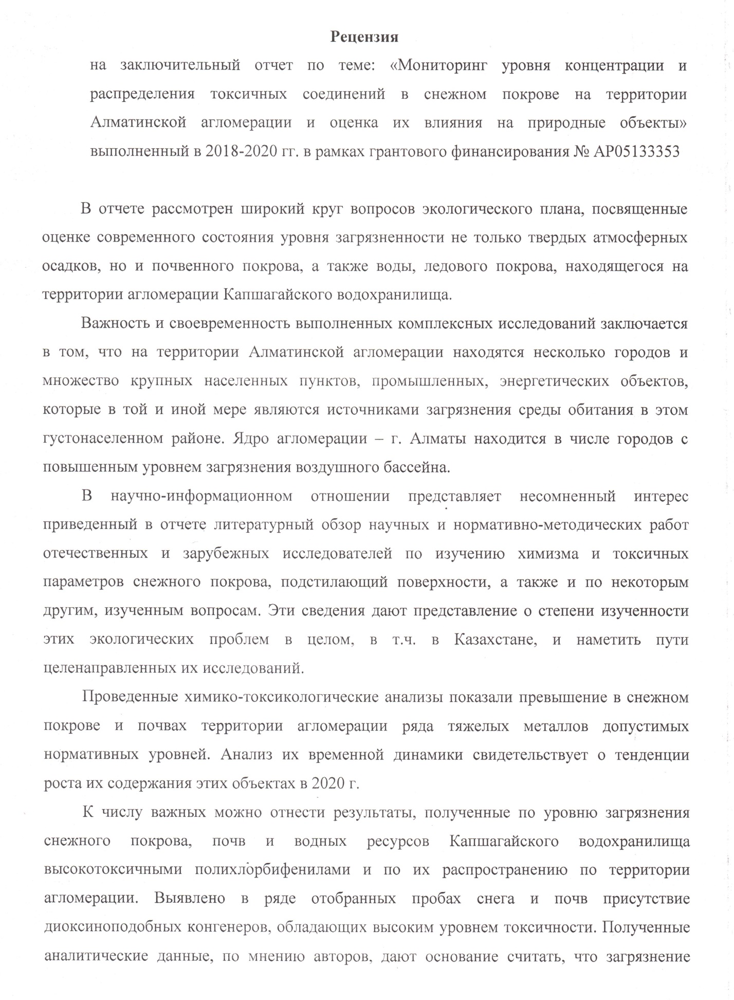 Рецензия
на заключительный отчет по теме: «Мониторинг уровня концентрации и
распределения токсичных соединений в снежном покрове на территории
Алматинской агломерации и оценка их влияния на природные объекты»
выполненный в 2018-2020 гг. в рамках грантового финансирования № АР05133353
В отчете рассмотрен широкий круг вопросов экологического плана, посвященные
оценке современного состояния уровня загрязненности не только твердых атмосферных
осадков, но и почвенного покрова, а также воды, ледового покрова, находящегося на
территории агломерации Капшагайского водохранилища.
Важность и своевременность выполненных комплексных исследований заключается
в том, что на территории Алматинской агломерации находятся несколько городов и
множество крупных населенных пунктов, промышленных, энергетических объектов,
которые в той и иной мере являются источниками загрязнения среды обитания в этом
густонаселенном районе. Ядро агломерации – г. Алматы находится в числе городов с
повышенным уровнем загрязнения воздушного бассейна.
В научно-информационном отношении представляет несомненный интерес
приведенный в отчете литературный обзор научных и нормативно-методических работ
отечественных и зарубежных исследователей по изучению химизма и токсичных
параметров снежного покрова, подстилающий поверхности, а также и по некоторым
другим, изученным вопросам. Эти сведения дают представление о степени изученности
этих экологических проблем в целом, в т.ч. в Казахстане, и наметить пути
целенаправленных их исследований.
Проведенные химико-токсикологические анализы показали превышение в снежном
покрове и почвах территории агломерации ряда тяжелых металлов допустимых
нормативных уровней. Анализ их временной динамики свидетельствует о тенденции
роста их содержания этих объектах в 2020 г.
К числу важных можно отнести результаты, полученные по уровню загрязнения
снежного покрова, почв и водных ресурсов Капшагайского водохранилища
высокотоксичными полихлорбифенилами и по их распространению по территории
агломерации. Выявлено в ряде отобранных пробах снега и почв присутствие
диоксиноподобных конгенеров, обладающих высоким уровнем токсичности. Полученные
аналитические данные, по мнению авторов, дают основание считать, что загрязнение